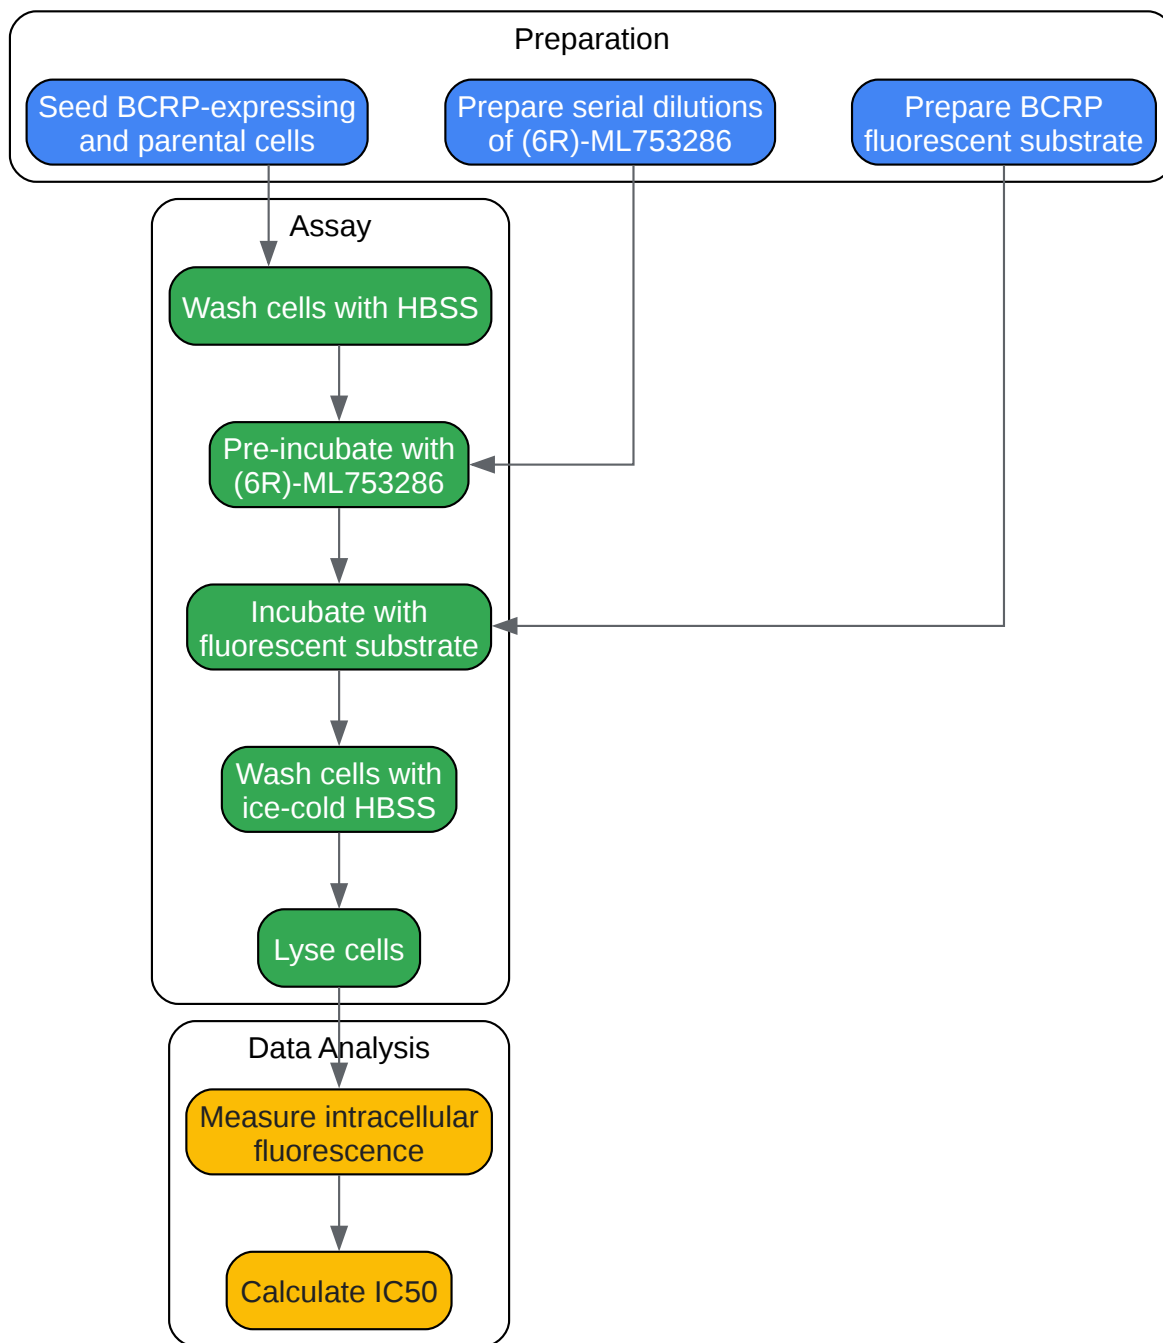 Preparation
Seed BCRP-expressing
and parental cells
Prepare serial dilutions
of (6R)-ML753286
Prepare BCRP
fluorescent substrate
Assay
Wash cells with HBSS
Pre-incubate with
(6R)-ML753286
Incubate with
fluorescent substrate
Wash cells with
ice-cold HBSS
Lyse cells
Data Analysis
Measure intracellular
fluorescence
Calculate IC50